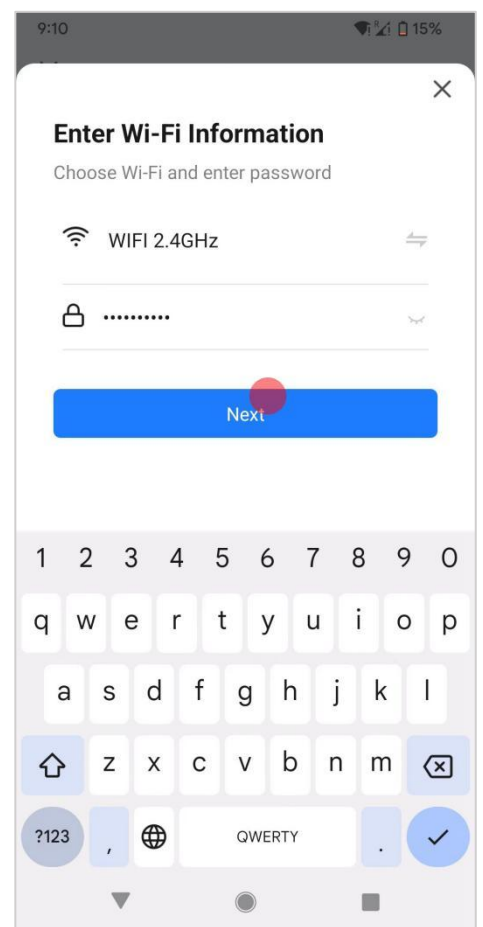 9:10 R 15%
Enter Wi-Fi Information
Choose Wi-Fi and enter password
WIFI 2.4GHz
••••••••••
Next
1 2 3 4 5 6 7 8 9 0
q w e r t y u i o p
a s d f g h j k l
z x c v b n m
?123 , QWERTY .